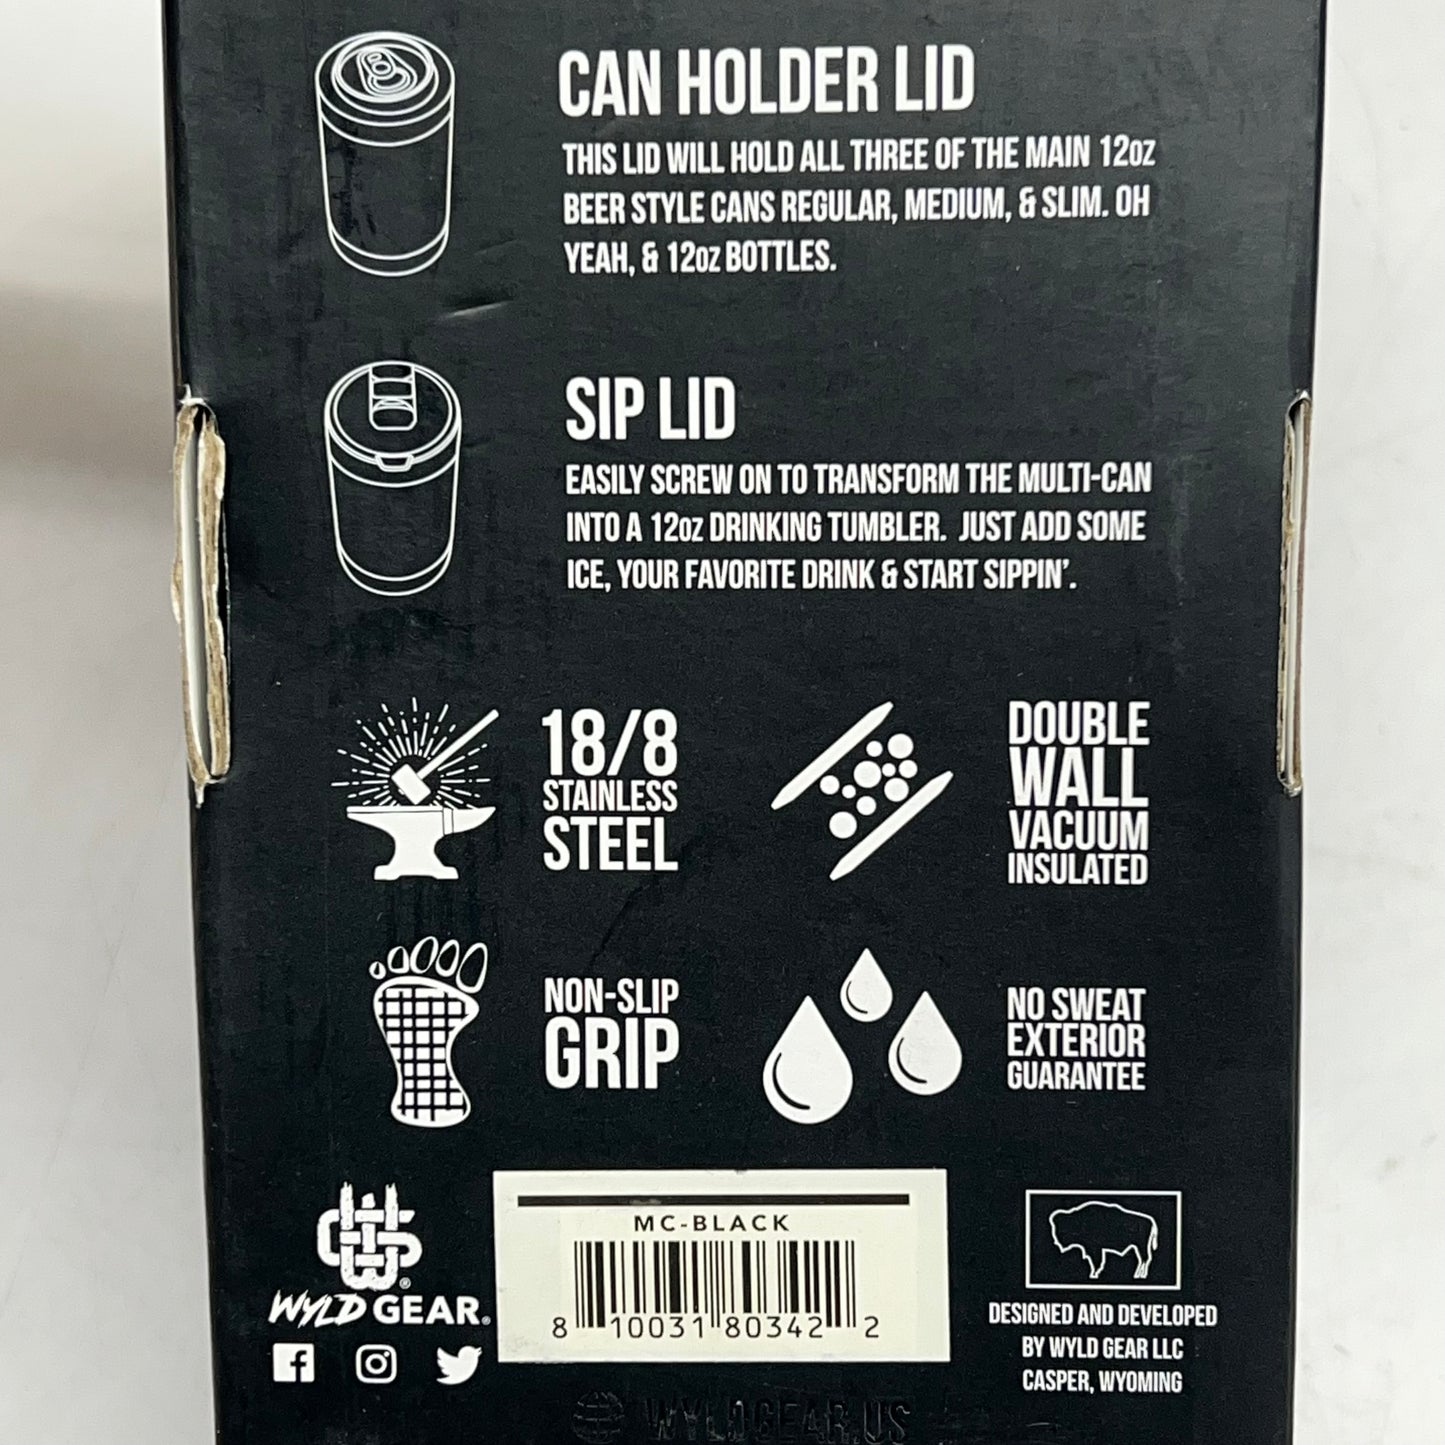 CAN HOLDER LID
THIS LID WILL HOLD ALL THREE OF THE MAIN 12oz
BEER STYLE CANS REGULAR, MEDIUM, & SLIM. OH
YEAH, & 12oz BOTTLES.
SIP LID
EASILY SCREW ON TO TRANSFORM THE MULTI-CAN
INTO A 12oz DRINKING TUMBLER. JUST ADD SOME
ICE, YOUR FAVORITE DRINK & START SIPPIN’.
18/8
STAINLESS
STEEL
DOUBLE
WALL
VACUUM
INSULATED
NON-SLIP
GRIP
NO SWEAT
EXTERIOR
GUARANTEE
®
WYLD GEAR®
MC-BLACK
8 10031 80342 2
DESIGNED AND DEVELOPED
BY WYLD GEAR LLC
CASPER, WYOMING
WYLDGEAR.US